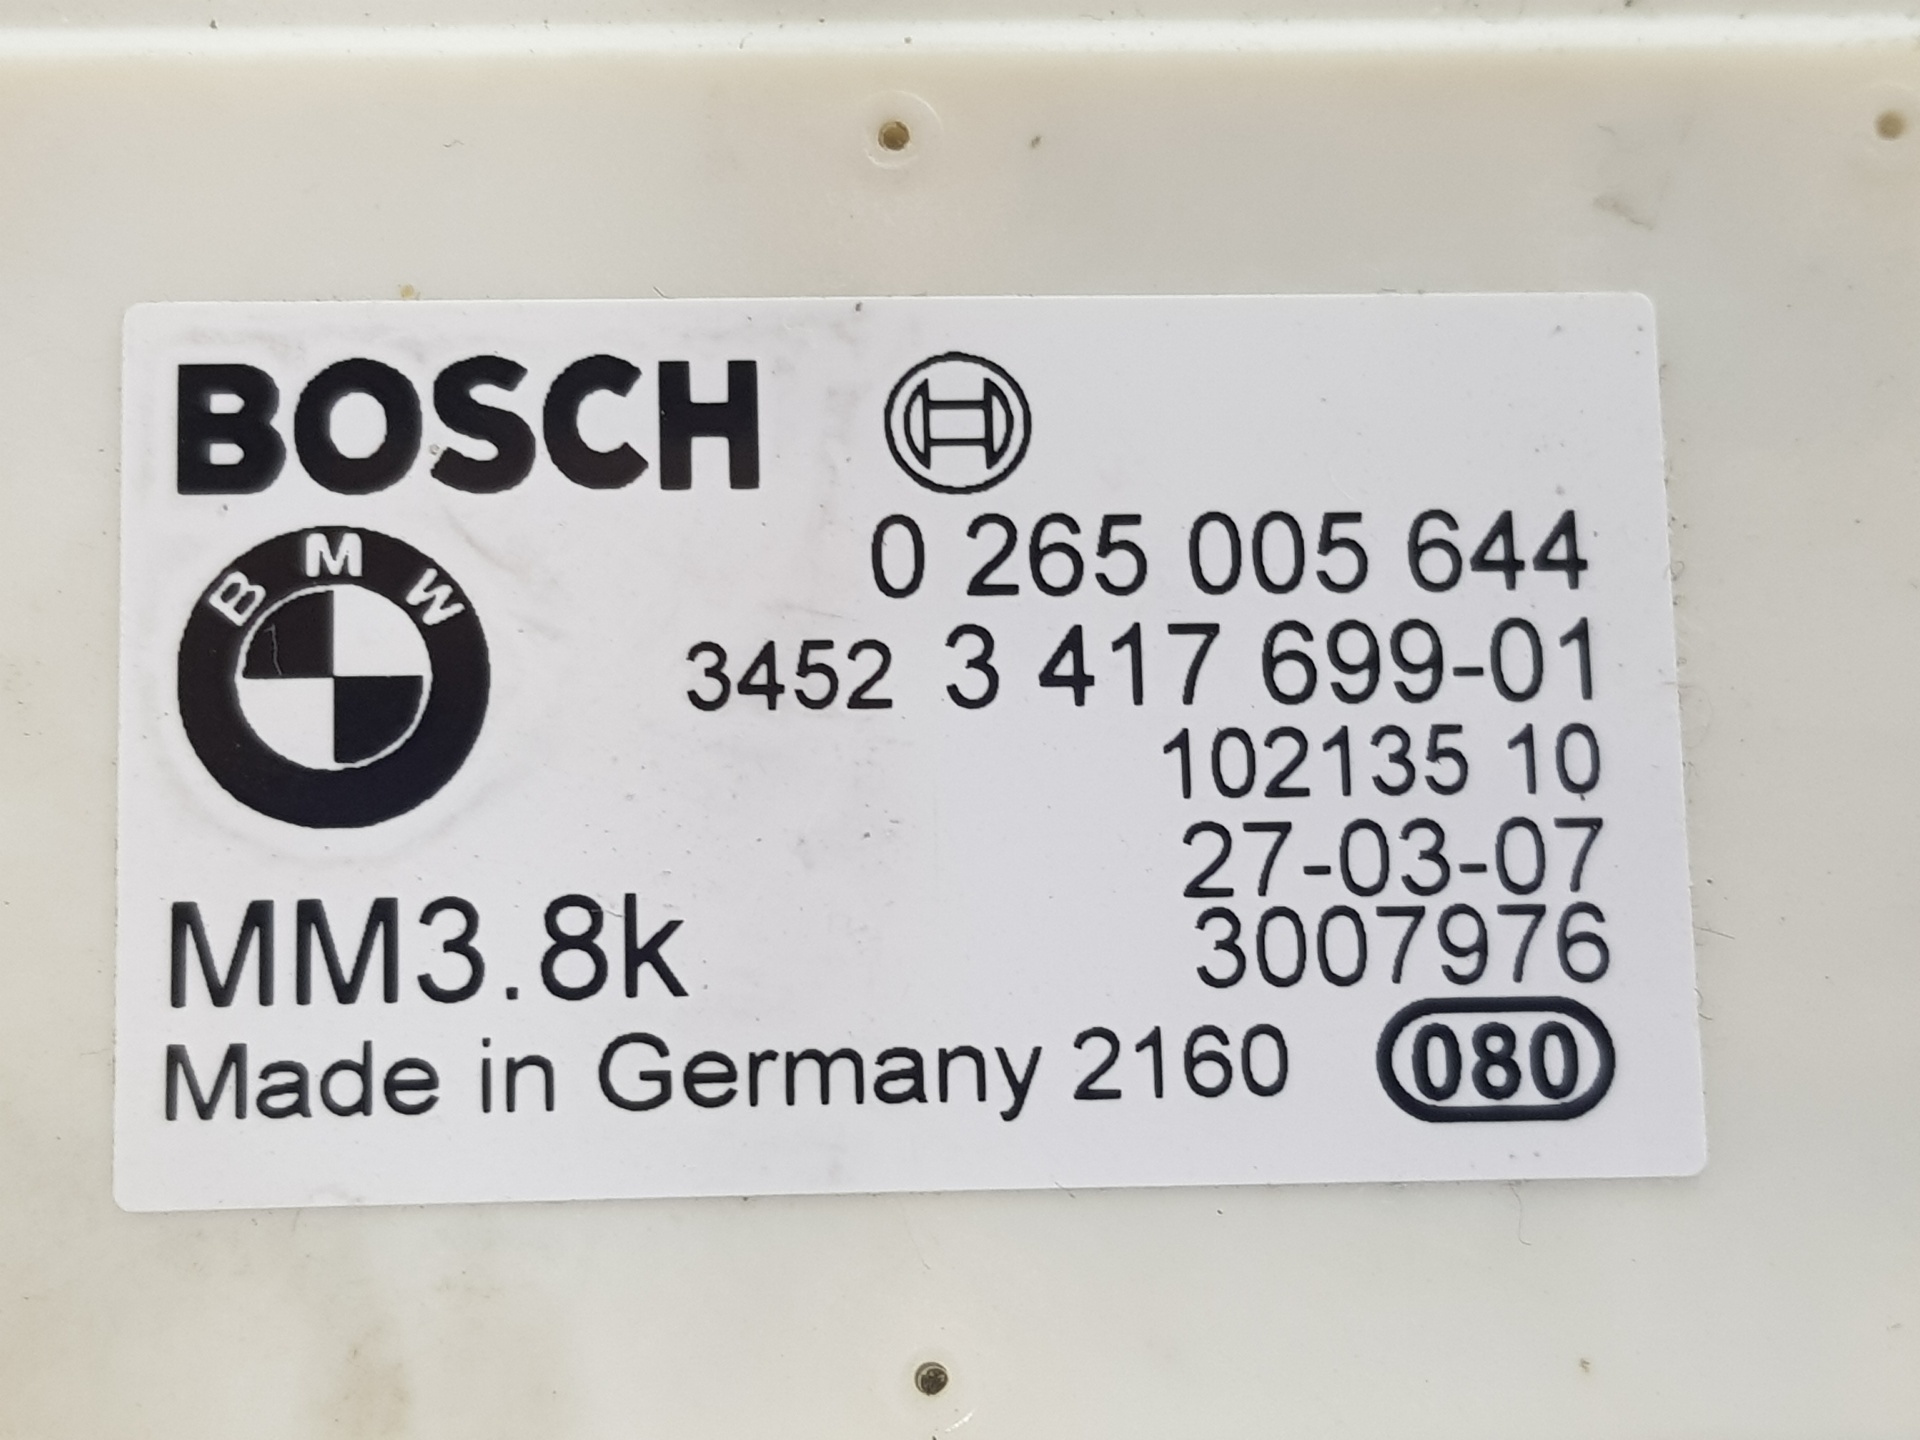 BOSCH
0 265 005 644
BMW
3452 3 417 699-01
102135 10
27-03-07
MM3.8k
3007976
Made in Germany 2160 080